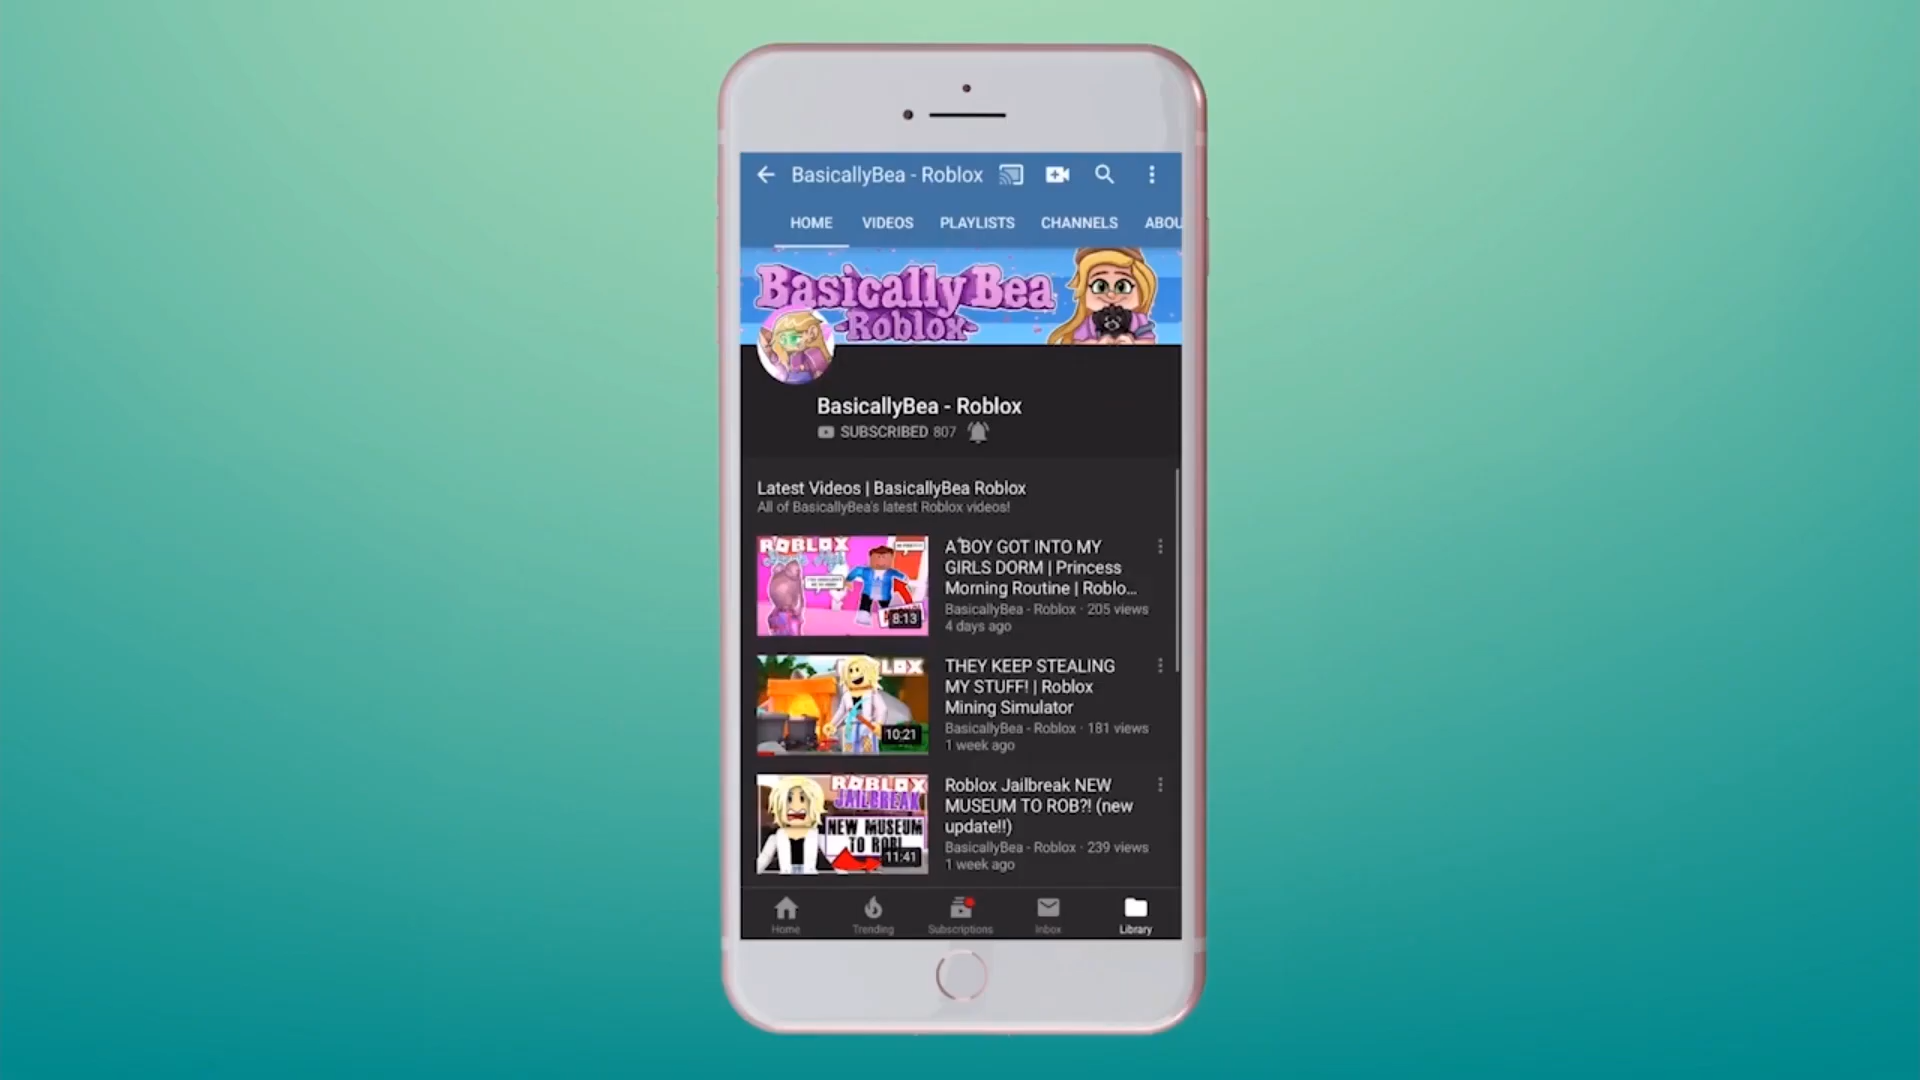 BasicallyBea - Roblox
HOME VIDEOS PLAYLISTS CHANNELS ABOU
BasicallyBea
-Roblox-
BasicallyBea - Roblox
SUBSCRIBED 807
Latest Videos | BasicallyBea Roblox
All of BasicallyBea's latest Roblox videos!
ROBLOX
8:13
A BOY GOT INTO MY
GIRLS DORM | Princess
Morning Routine | Roblo...
BasicallyBea - Roblox · 205 views
4 days ago
LOX
10:21
THEY KEEP STEALING
MY STUFF! | Roblox
Mining Simulator
BasicallyBea - Roblox · 181 views
1 week ago
ROBLOX
JAILBREAK
NEW MUSEUM
TO ROB!
11:41
Roblox Jailbreak NEW
MUSEUM TO ROB?! (new
update!!)
BasicallyBea - Roblox · 239 views
1 week ago
Home Trending Subscriptions Inbox Library